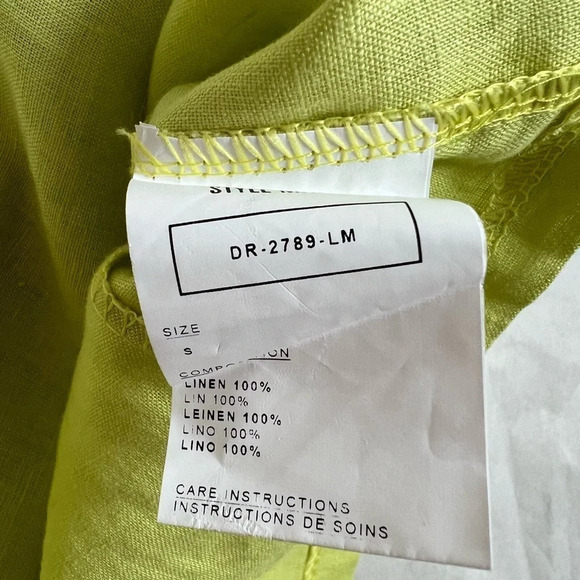 STYLE
DR-2789-LM
SIZE
S
LINEN 100%
LIN 100%
LEINEN 100%
LINO 100%
LINO 100%
CARE INSTRUCTIONS
INSTRUCTIONS DE SOINS